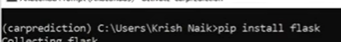 (carprediction) C:\Users\Krish Naik>pip install flask
Collecting flask